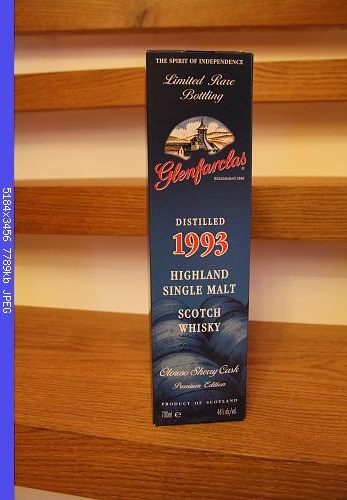 THE SPIRIT OF INDEPENDENCE
Limited Rare
Bottling
Glenfarclas®
Established 1836
DISTILLED
1993
HIGHLAND
SINGLE MALT
SCOTCH
WHISKY
Oloroso Sherry Cask
Premium Edition
PRODUCT OF SCOTLAND
700ml ℮ 46% alc/vol.
5184x3456 7789kb JPEG